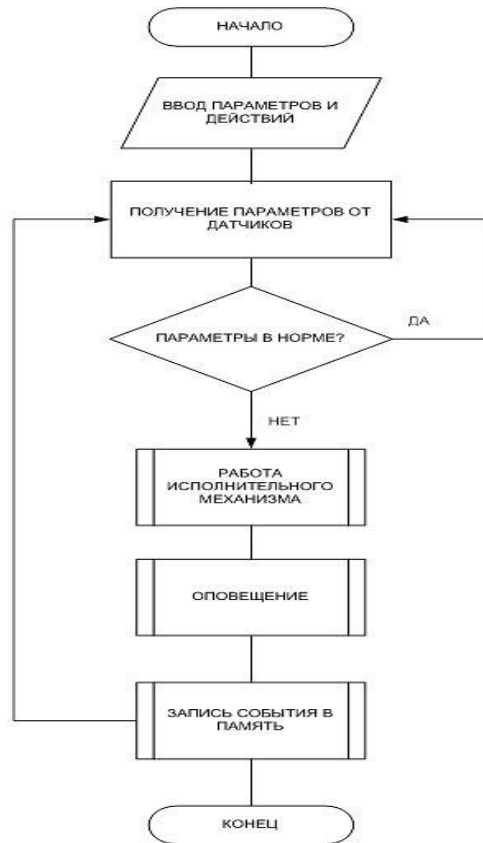 НАЧАЛО
ВВОД ПАРАМЕТРОВ И
ДЕЙСТВИЙ
ПОЛУЧЕНИЕ ПАРАМЕТРОВ ОТ
ДАТЧИКОВ
ПАРАМЕТРЫ В НОРМЕ?
ДА
НЕТ
РАБОТА
ИСПОЛНИТЕЛЬНОГО
МЕХАНИЗМА
ОПОВЕЩЕНИЕ
ЗАПИСЬ СОБЫТИЯ В
ПАМЯТЬ
КОНЕЦ